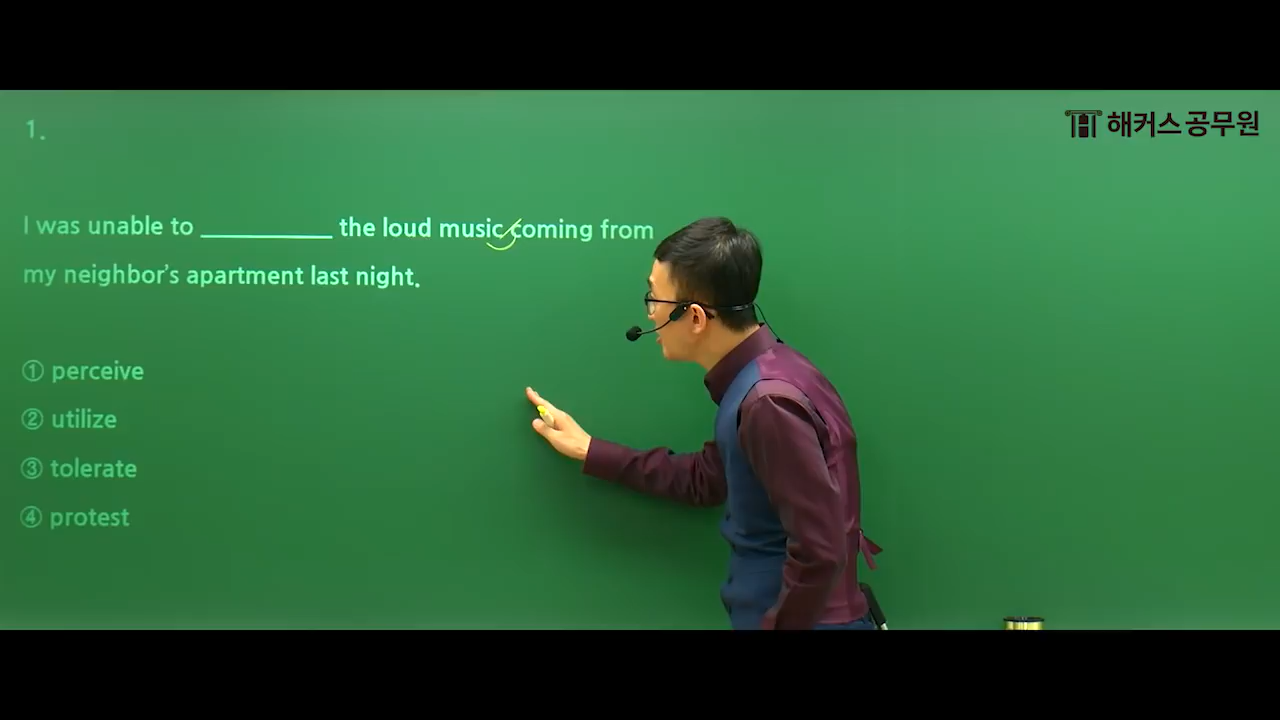 해커스 공무원
1.
I was unable to __________ the loud music coming from
my neighbor's apartment last night.
① perceive
② utilize
③ tolerate
④ protest